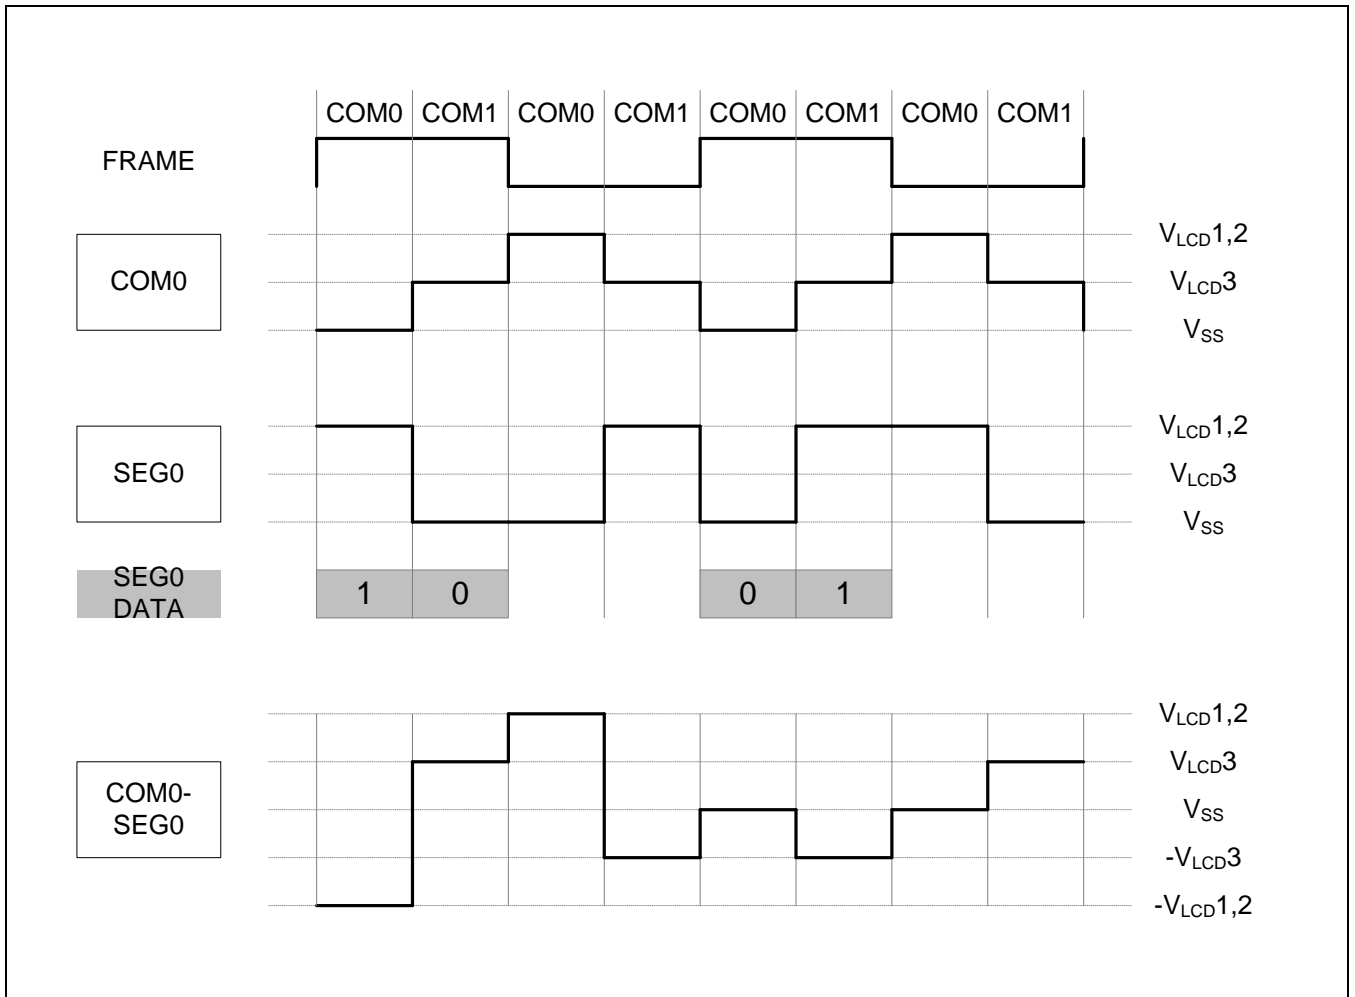 COM0 COM1 COM0 COM1 COM0 COM1 COM0 COM1
FRAME
COM0
VLCD1,2
VLCD3
VSS
SEG0
VLCD1,2
VLCD3
VSS
SEG0
DATA
1 0 0 1
COM0-
SEG0
VLCD1,2
VLCD3
VSS
-VLCD3
-VLCD1,2